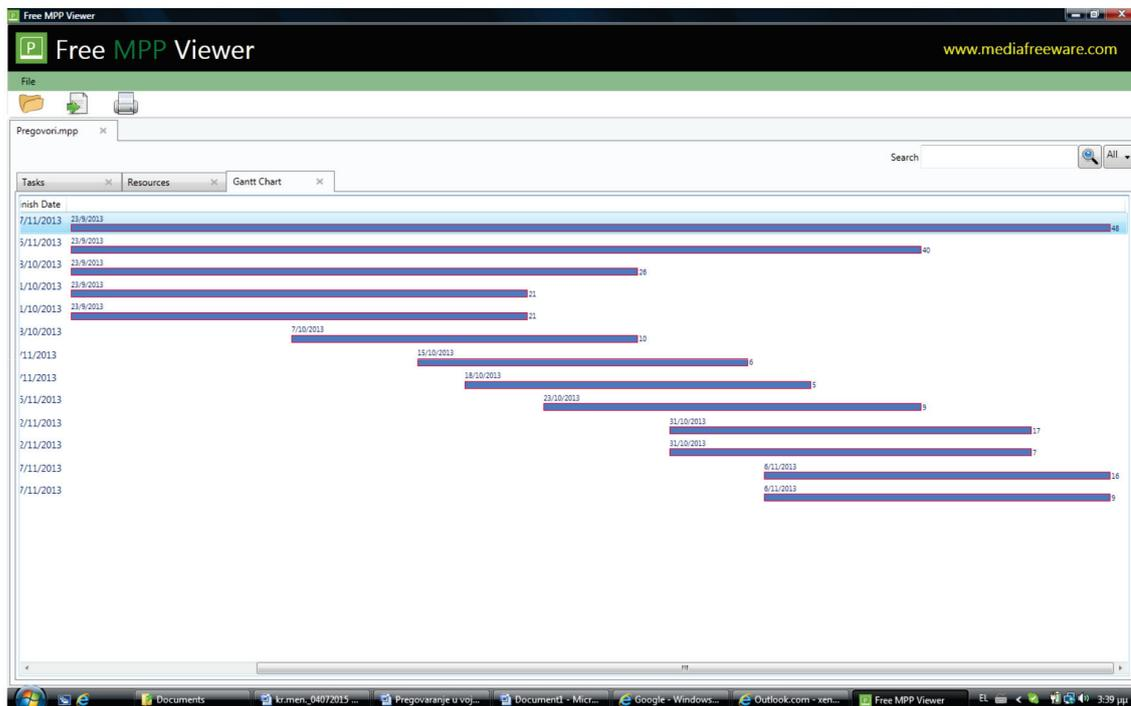 Free MPP Viewer
Free MPP Viewer
www.mediafreeware.com
File
Pregovori.mpp
Search
All
Tasks
Resources
Gantt Chart
nish Date
7/11/2013
23/9/2013
48
5/11/2013
23/9/2013
40
3/10/2013
23/9/2013
26
1/10/2013
23/9/2013
21
1/10/2013
23/9/2013
21
3/10/2013
7/10/2013
10
/11/2013
15/10/2013
6
/11/2013
18/10/2013
5
5/11/2013
23/10/2013
9
2/11/2013
31/10/2013
17
2/11/2013
31/10/2013
7
7/11/2013
6/11/2013
16
7/11/2013
6/11/2013
9
Documents
kr.men._04072015 ...
Pregovaranje u voj...
Document1 - Micr...
Google - Windows...
Outlook.com - xen...
Free MPP Viewer
EL
3:39 μμ